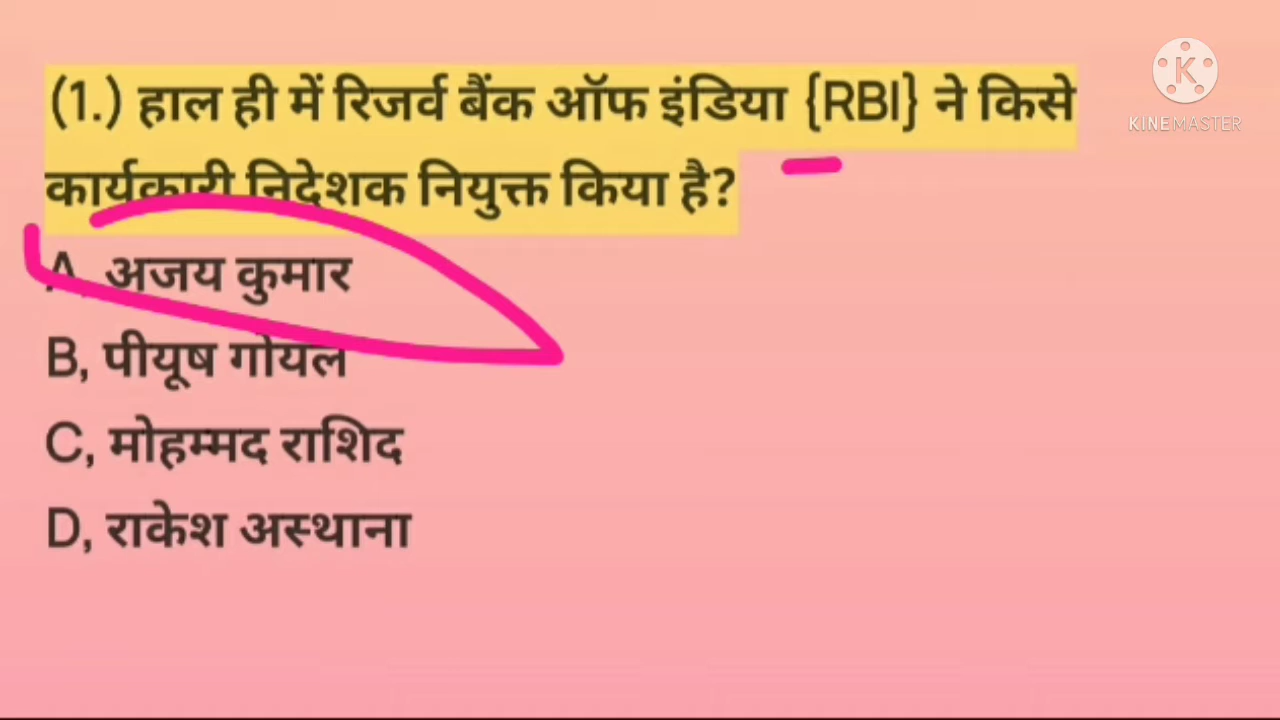 (1.) हाल ही में रिजर्व बैंक ऑफ इंडिया {RBI} ने किसे
कार्यकारी निदेशक नियुक्त किया है?
A, अजय कुमार
B, पीयूष गोयल
C, मोहम्मद राशिद
D, राकेश अस्थाना
K
KINEMASTER